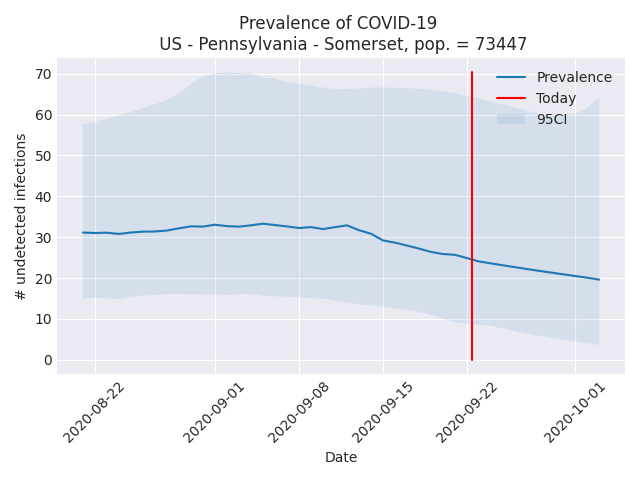 Prevalence of COVID-19
US - Pennsylvania - Somerset, pop. = 73447
# undetected infections
70
60
50
40
30
20
10
0
Prevalence
Today
95CI
2020-08-22
2020-09-01
2020-09-08
2020-09-15
2020-09-22
2020-10-01
Date